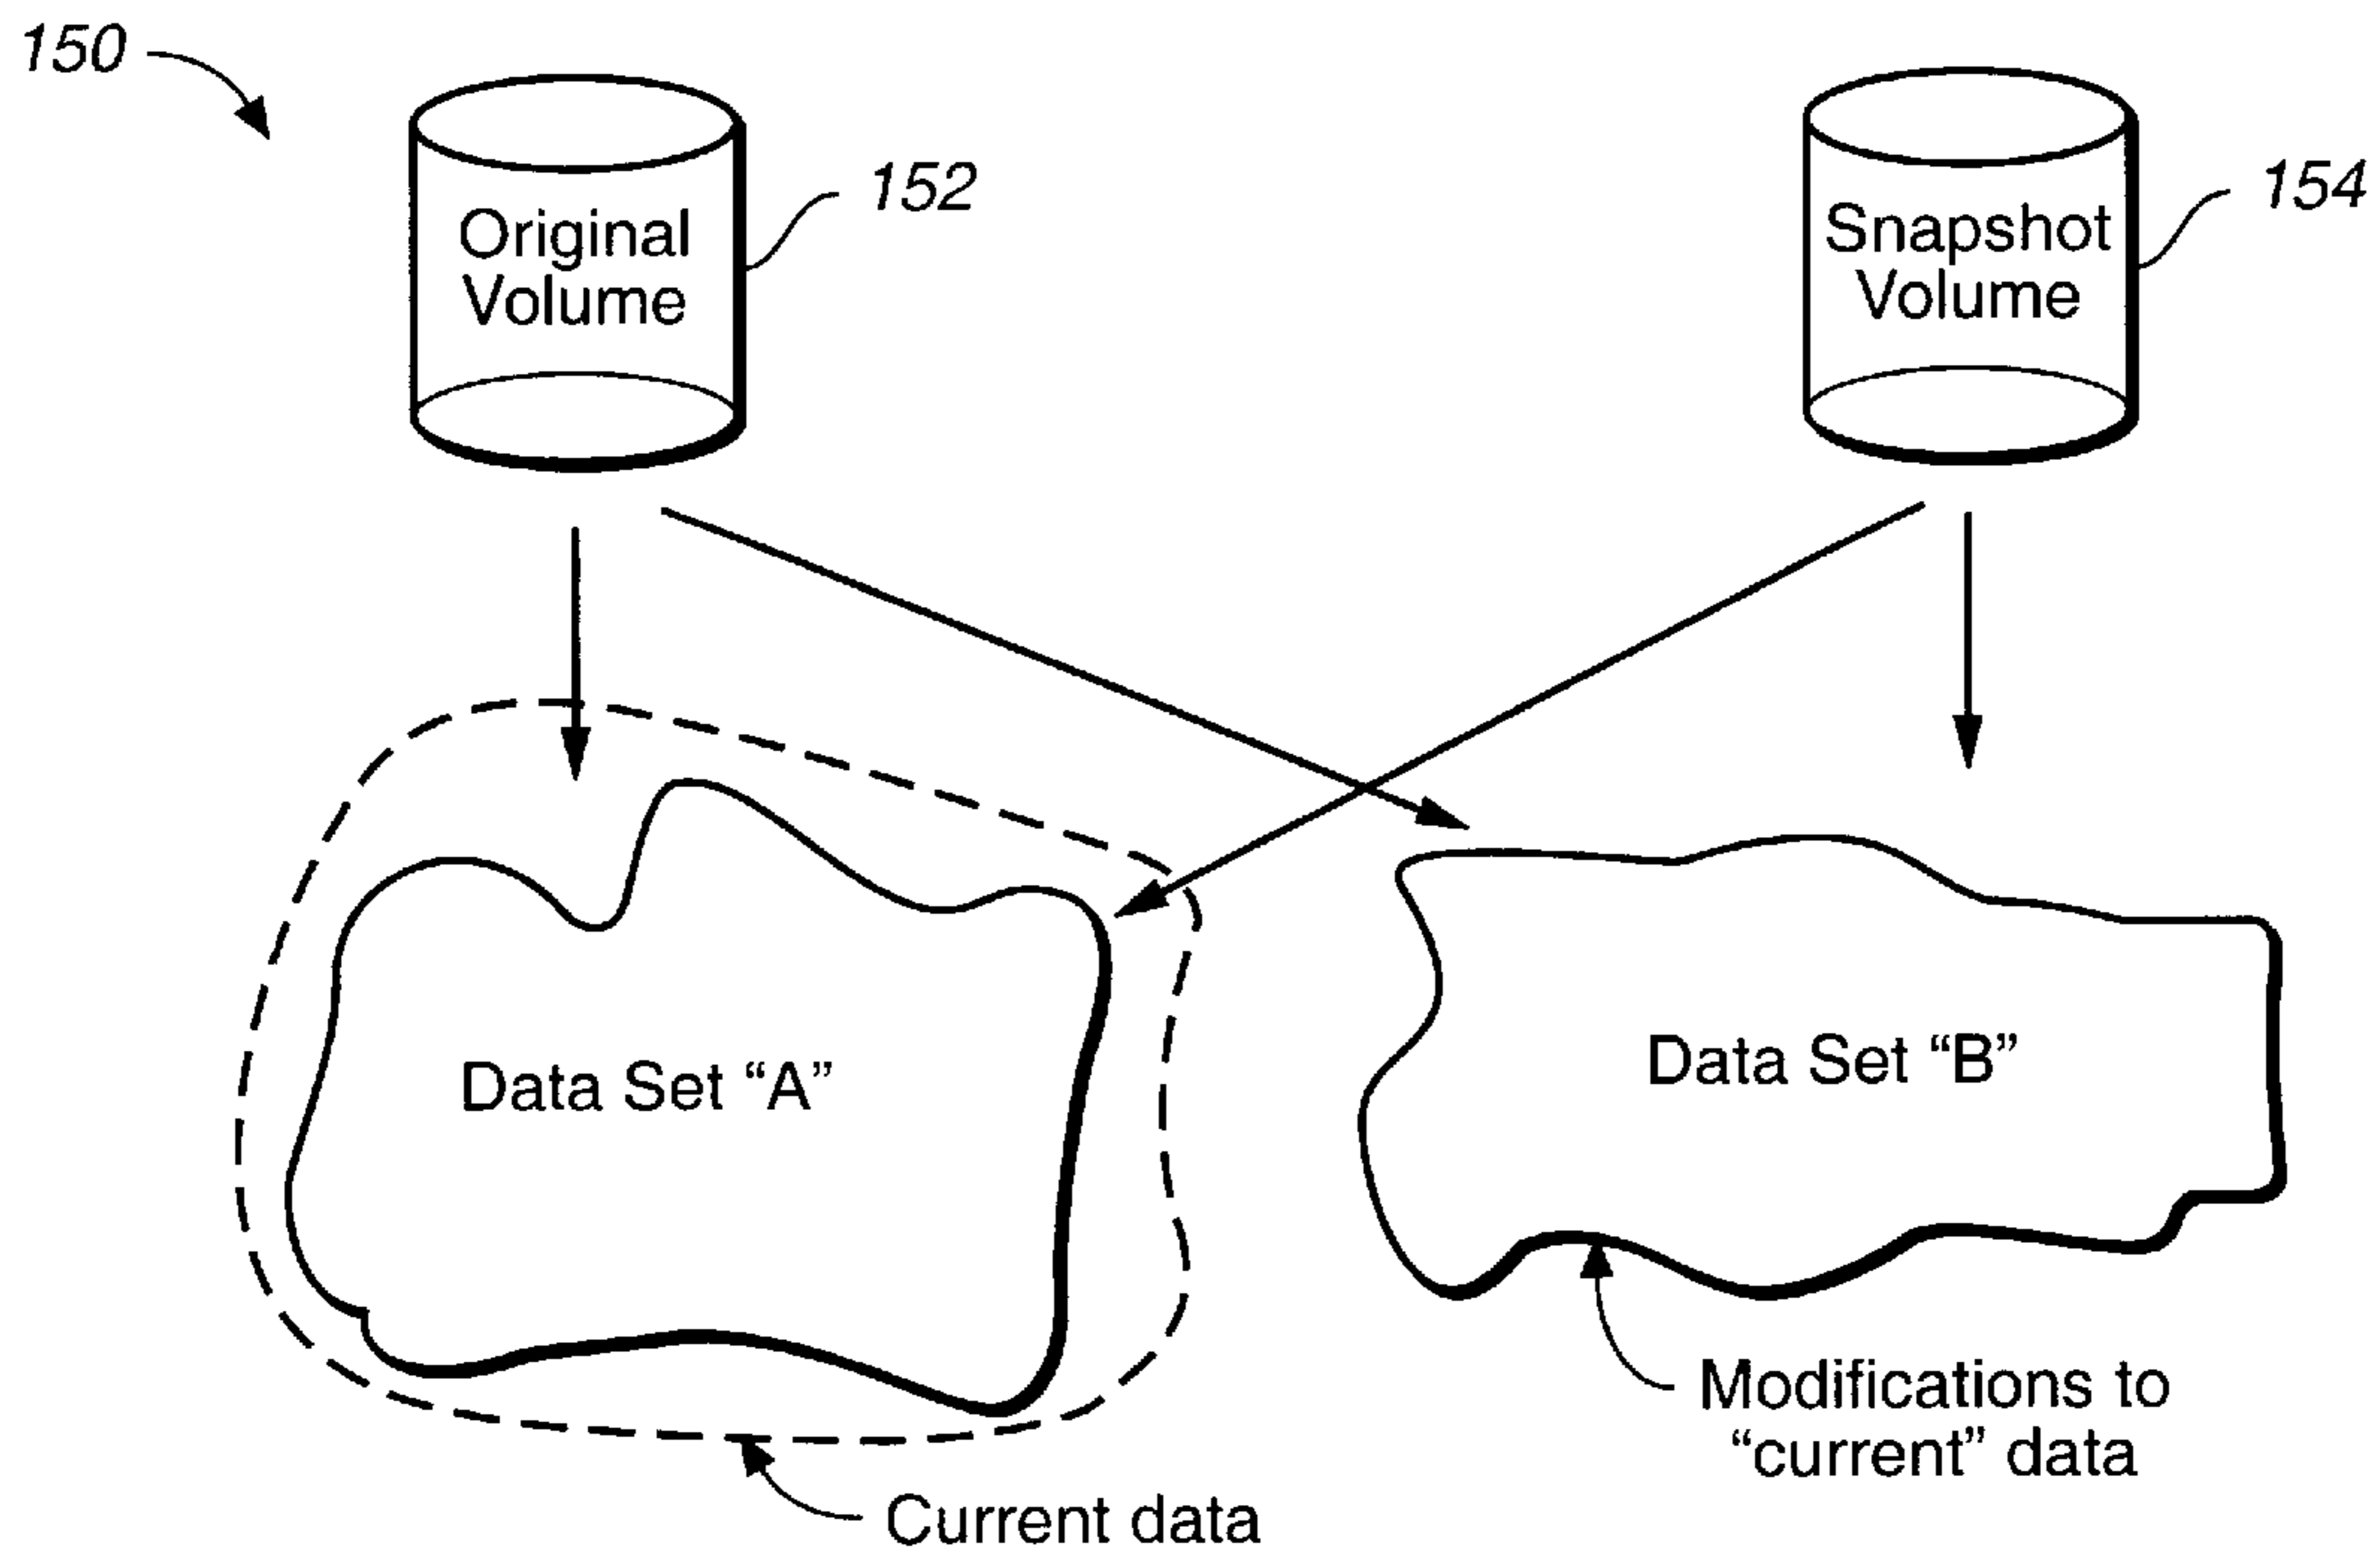 150
Original
Volume
152
Snapshot
Volume
154
Data Set “A”
Data Set “B”
Modifications to
“current” data
Current data